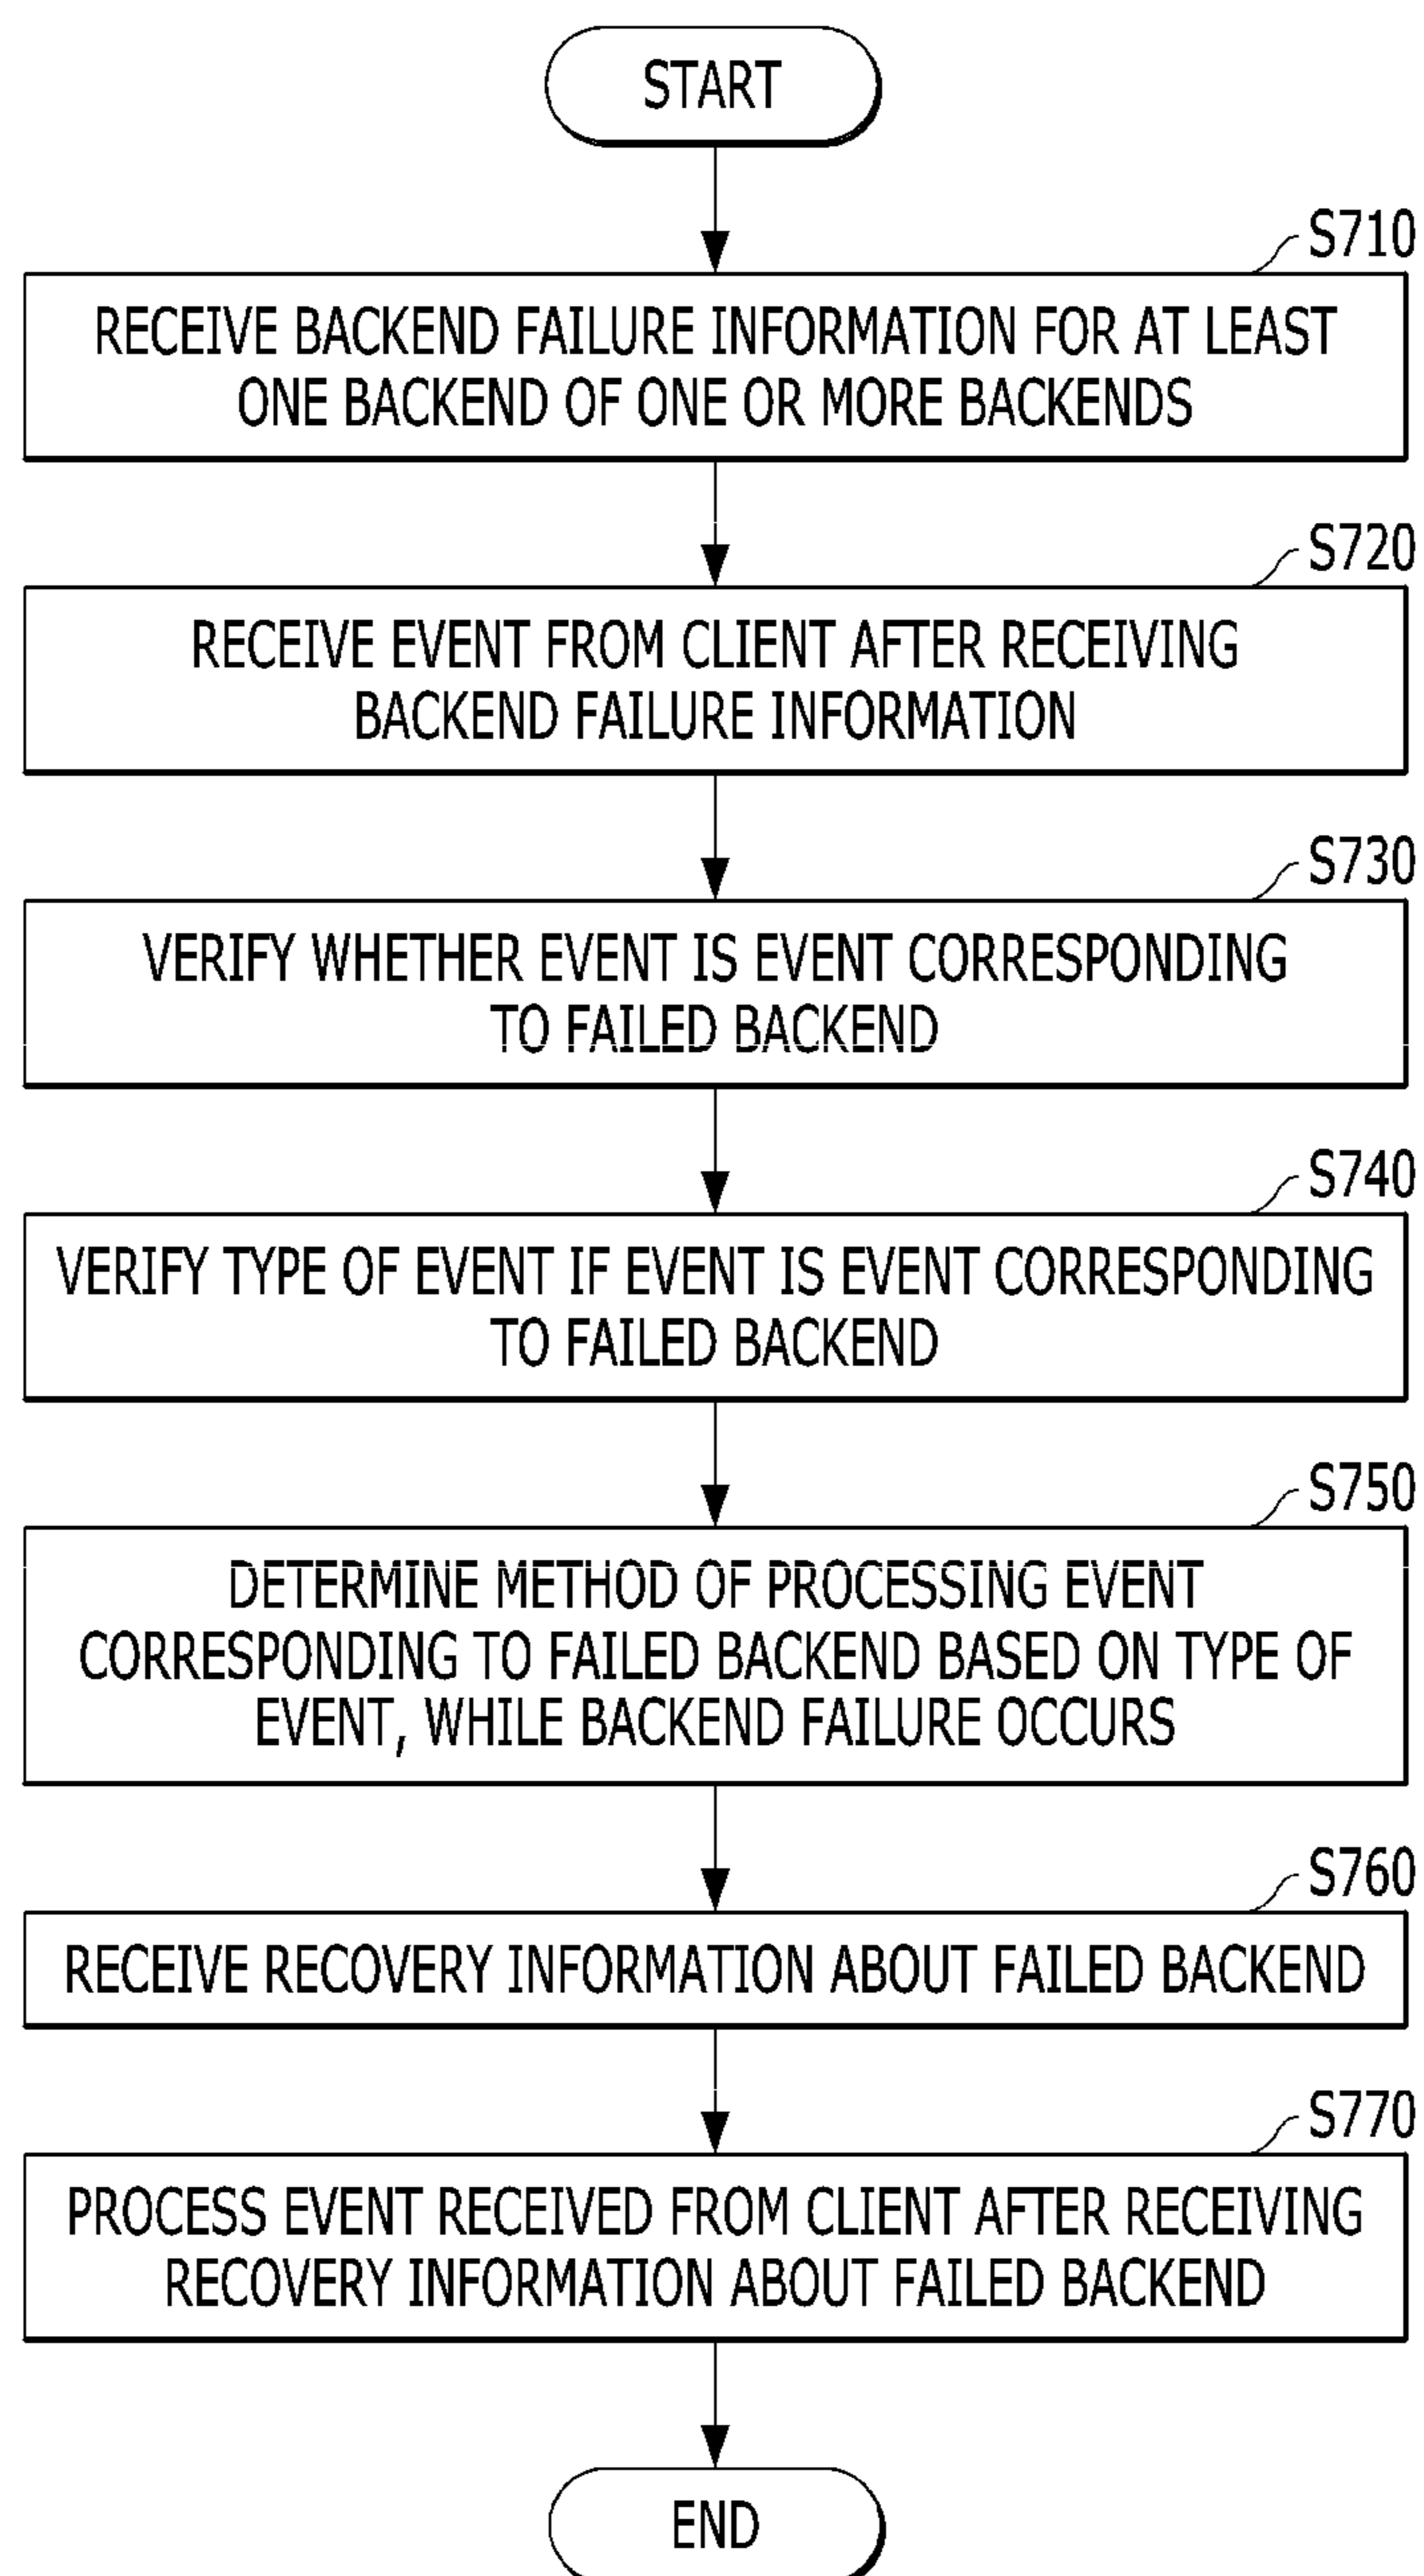 START
S710
RECEIVE BACKEND FAILURE INFORMATION FOR AT LEAST
ONE BACKEND OF ONE OR MORE BACKENDS
S720
RECEIVE EVENT FROM CLIENT AFTER RECEIVING
BACKEND FAILURE INFORMATION
S730
VERIFY WHETHER EVENT IS EVENT CORRESPONDING
TO FAILED BACKEND
S740
VERIFY TYPE OF EVENT IF EVENT IS EVENT CORRESPONDING
TO FAILED BACKEND
S750
DETERMINE METHOD OF PROCESSING EVENT
CORRESPONDING TO FAILED BACKEND BASED ON TYPE OF
EVENT, WHILE BACKEND FAILURE OCCURS
S760
RECEIVE RECOVERY INFORMATION ABOUT FAILED BACKEND
S770
PROCESS EVENT RECEIVED FROM CLIENT AFTER RECEIVING
RECOVERY INFORMATION ABOUT FAILED BACKEND
END